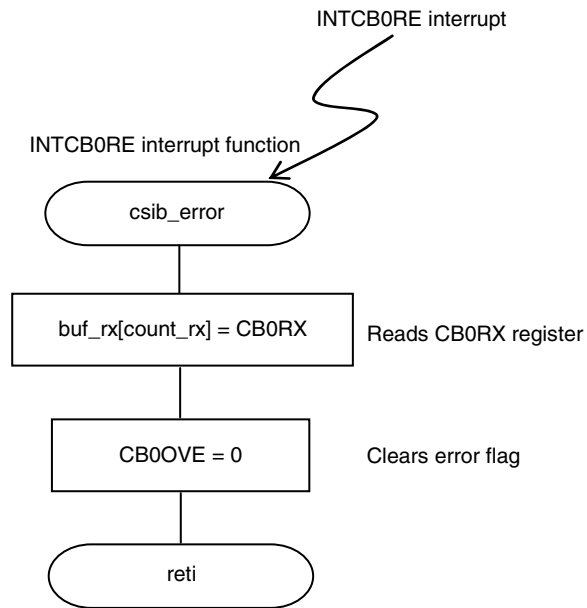 INTCB0RE interrupt
INTCB0RE interrupt function
csib_error
buf_rx[count_rx] = CB0RX
Reads CB0RX register
CB0OVE = 0
Clears error flag
reti